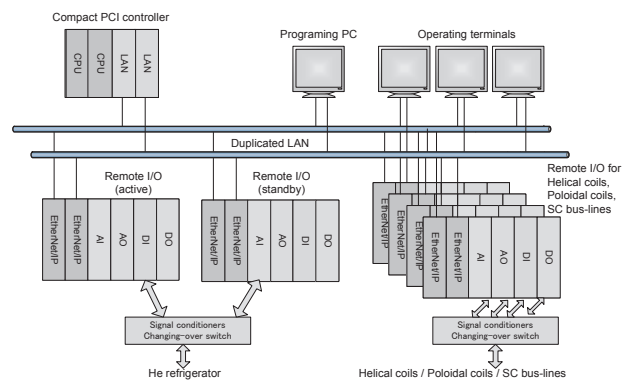 Compact PCI controller
CPU
CPU
LAN
LAN
Programing PC
Operating terminals
Duplicated LAN
Remote I/O
(active)
EtherNet/IP
EtherNet/IP
AI
AO
DI
DO
Remote I/O
(standby)
EtherNet/IP
EtherNet/IP
AI
AO
DI
DO
Remote I/O for
Helical coils,
Poloidal coils,
SC bus-lines
EtherNet/IP
EtherNet/IP
EtherNet/IP
AI
AO
DI
DO
Signal conditioners
Changing-over switch
He refrigerator
Signal conditioners
Changing-over switch
Helical coils / Poloidal coils / SC bus-lines